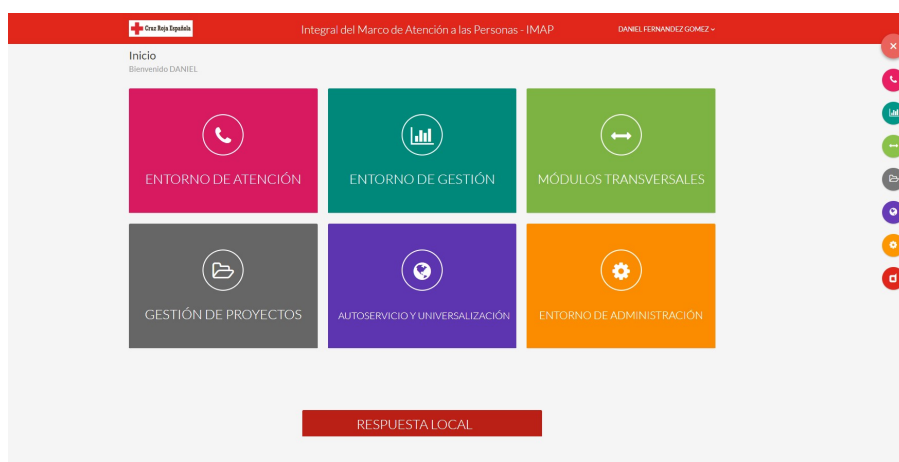 Cruz Roja Española
Integral del Marco de Atención a las Personas - IMAP
DANIEL FERNANDEZ GOMEZ
Inicio
Bienvenido DANIEL
ENTORNO DE ATENCIÓN
ENTORNO DE GESTIÓN
MÓDULOS TRANSVERSALES
GESTIÓN DE PROYECTOS
AUTOSERVICIO Y UNIVERSALIZACIÓN
ENTORNO DE ADMINISTRACIÓN
RESPUESTA LOCAL
d